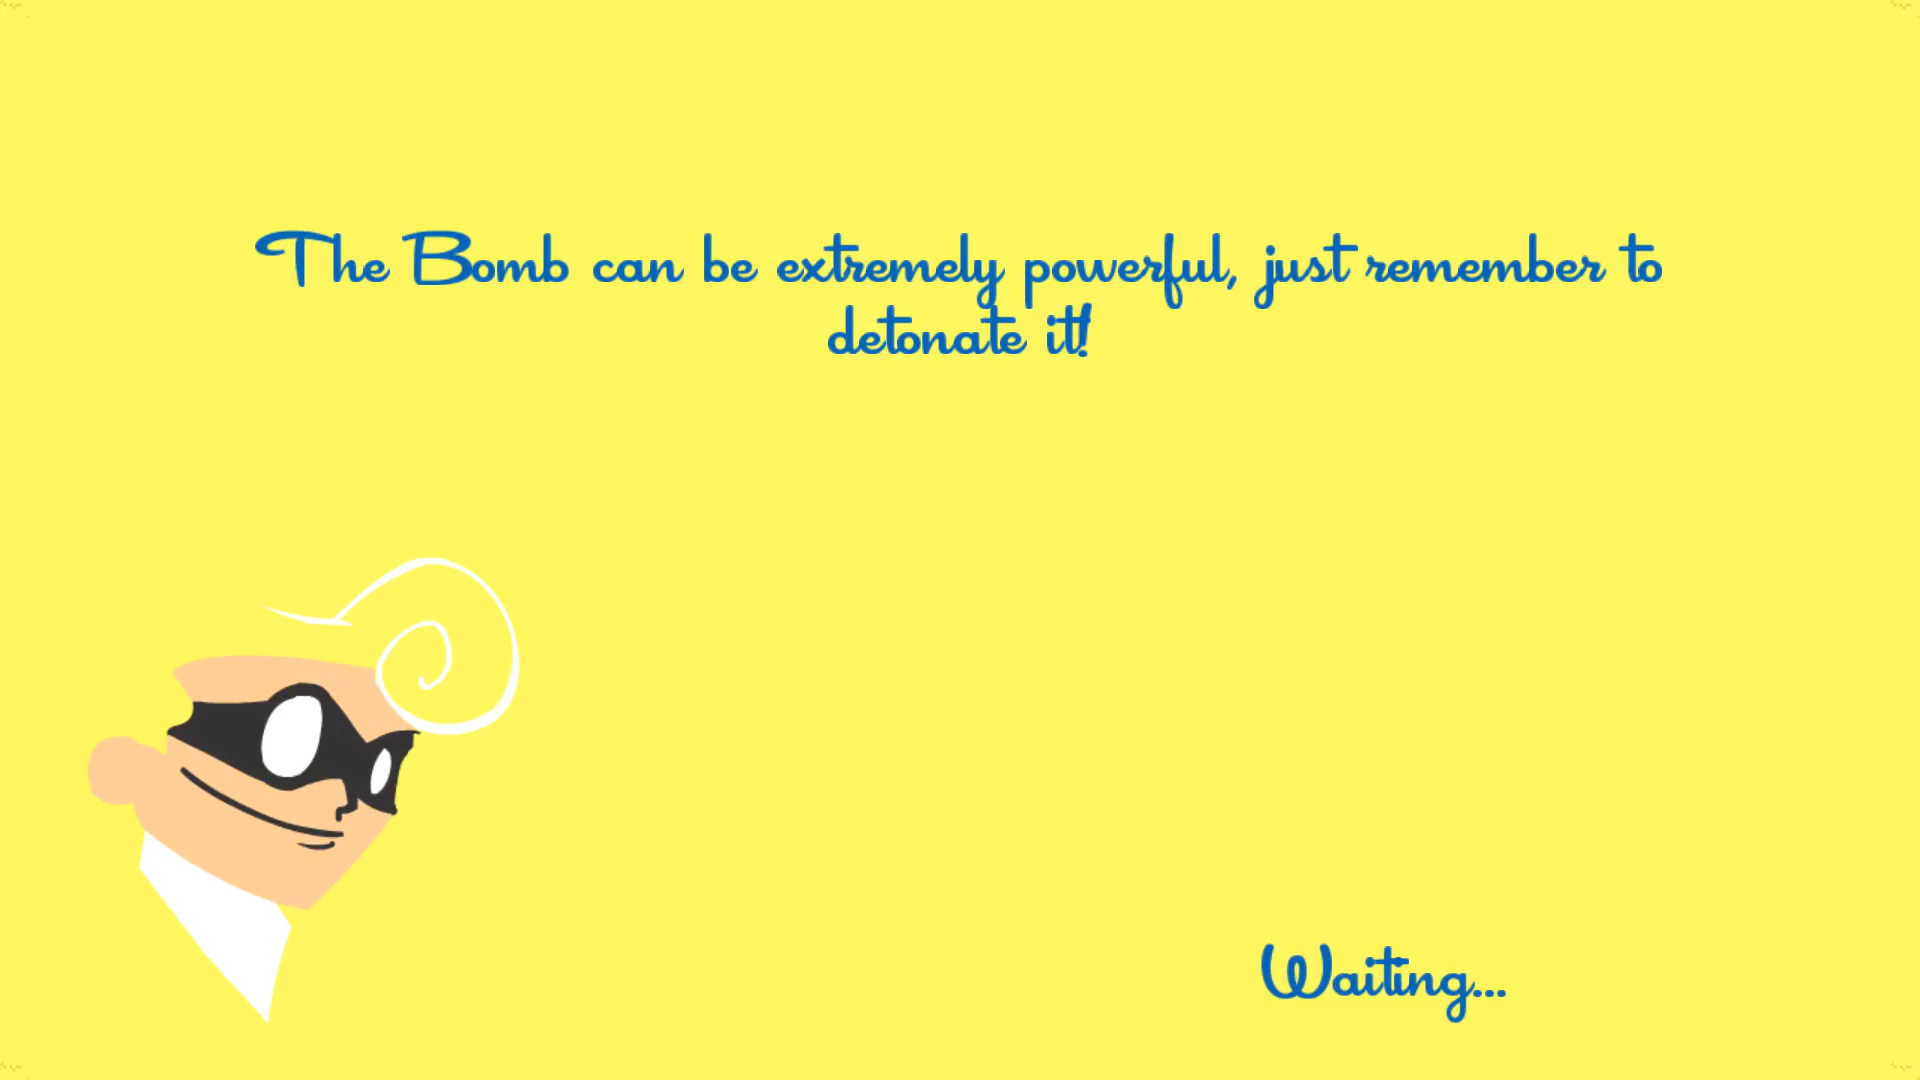 The Bomb can be extremely powerful, just remember to
detonate it!
Waiting...